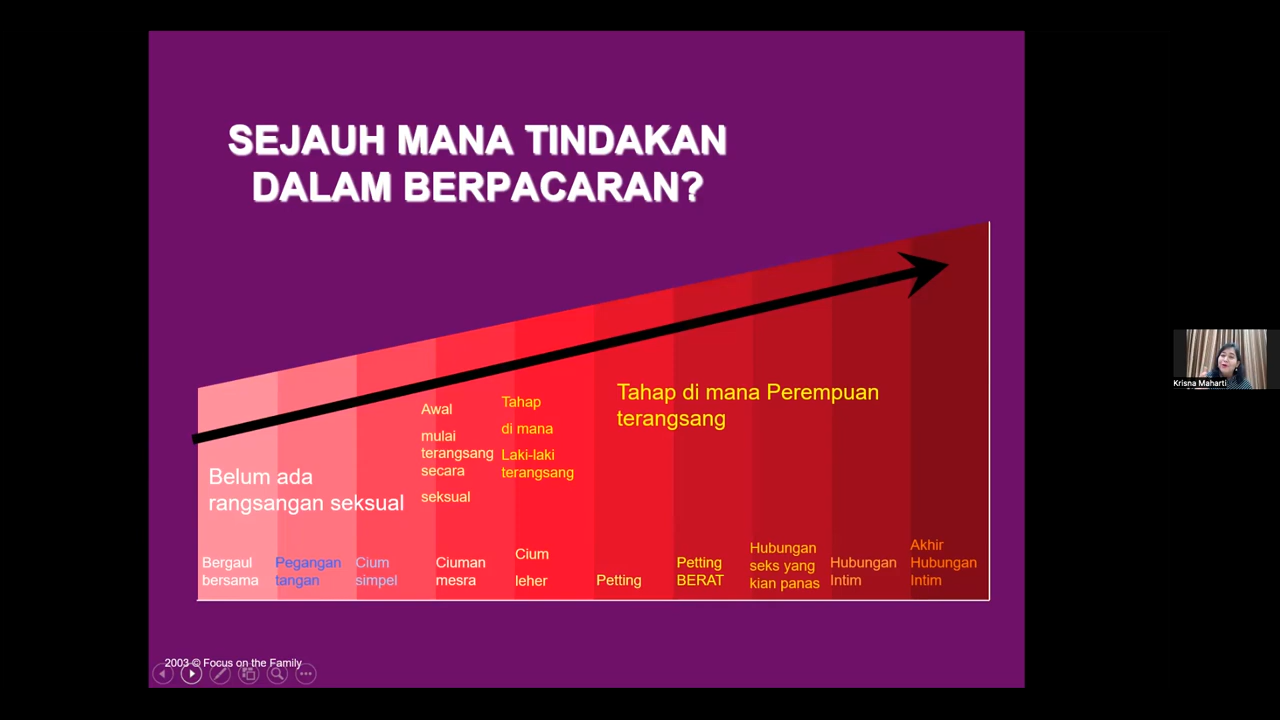 SEJAUH MANA TINDAKAN
DALAM BERPACARAN?
Belum ada
rangsangan seksual
Awal
mulai
terangsang
secara
seksual
Tahap
di mana
Laki-laki
terangsang
Tahap di mana Perempuan
terangsang
Bergaul
bersama
Pegangan
tangan
Cium
simpel
Ciuman
mesra
Cium
leher
Petting
Petting
BERAT
Hubungan
seks yang
kian panas
Hubungan
Intim
Akhir
Hubungan
Intim
2003 © Focus on the Family
Krisna Maharti